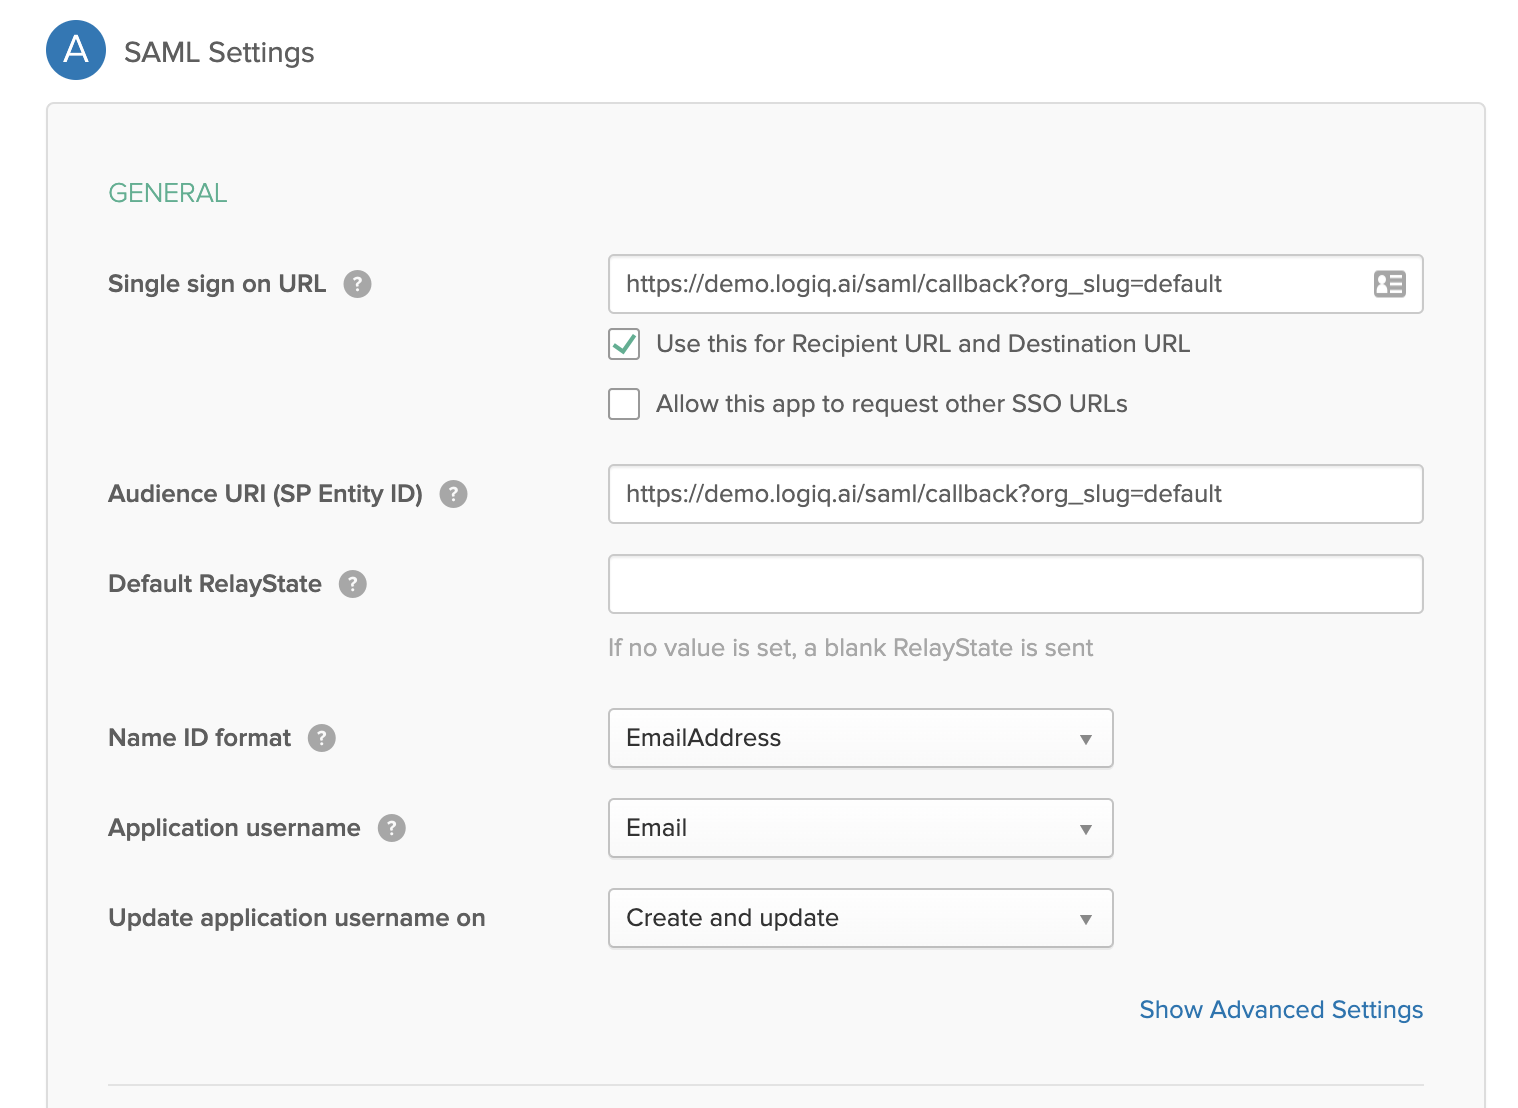 A SAML Settings
GENERAL
Single sign on URL ? https://demo.logiq.ai/saml/callback?org_slug=default
Use this for Recipient URL and Destination URL
Allow this app to request other SSO URLs
Audience URI (SP Entity ID) ? https://demo.logiq.ai/saml/callback?org_slug=default
Default RelayState ?
If no value is set, a blank RelayState is sent
Name ID format ? EmailAddress
Application username ? Email
Update application username on Create and update
Show Advanced Settings